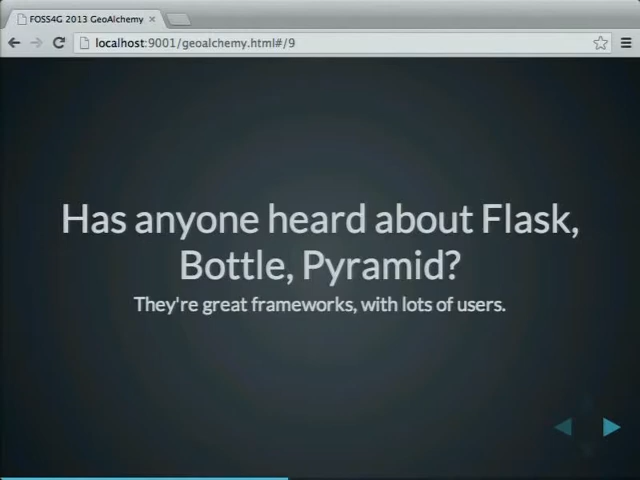 FOSS4G 2013 GeoAlchemy
localhost:9001/geoalchemy.html#/9
Has anyone heard about Flask,
Bottle, Pyramid?
They're great frameworks, with lots of users.